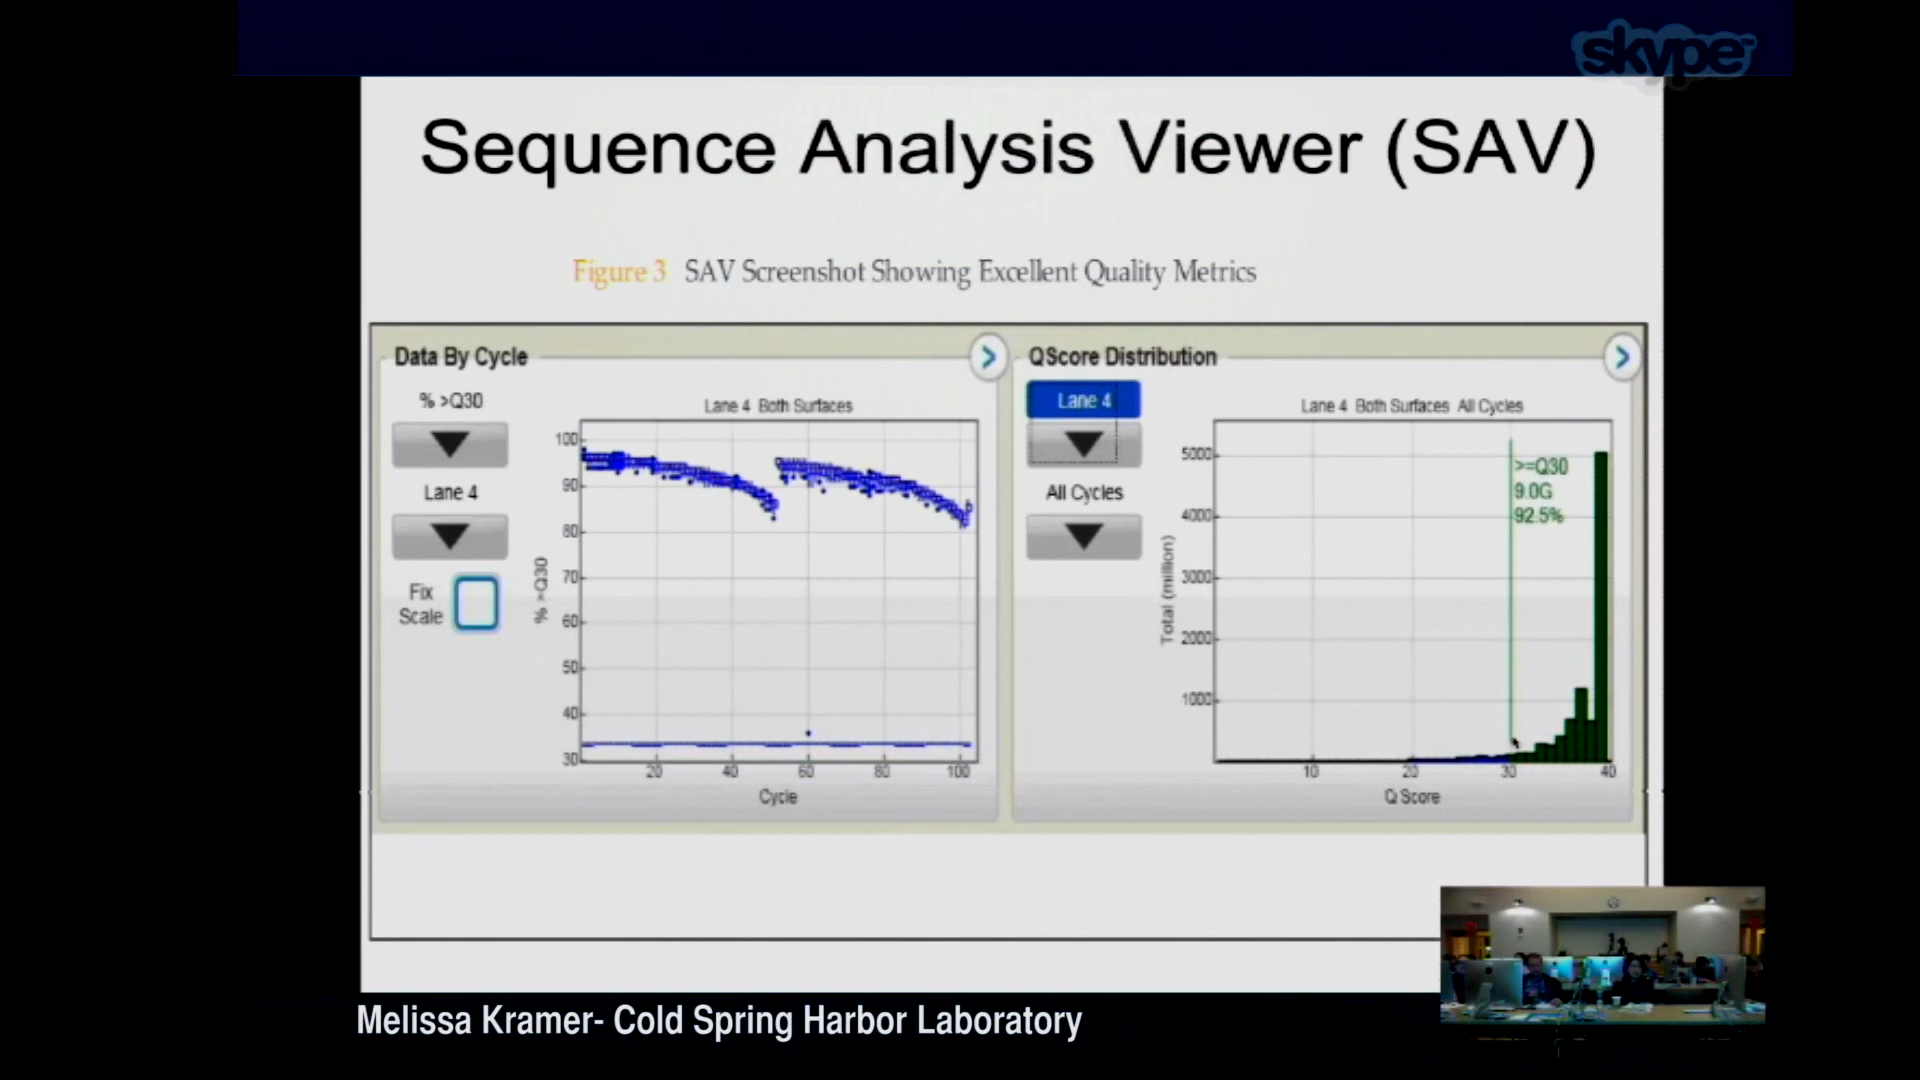 skype™
Sequence Analysis Viewer (SAV)
Figure 3 SAV Screenshot Showing Excellent Quality Metrics
Data By Cycle
% >Q30
Lane 4
Fix
Scale
Lane 4 Both Surfaces
100
90
80
70
60
50
40
30
% >Q30
20 40 60 80 100
Cycle
QScore Distribution
Lane 4
All Cycles
Lane 4 Both Surfaces All Cycles
5000
4000
3000
2000
1000
Total (million)
>=Q30
9.0G
92.5%
10 20 30 40
Q Score
Melissa Kramer- Cold Spring Harbor Laboratory